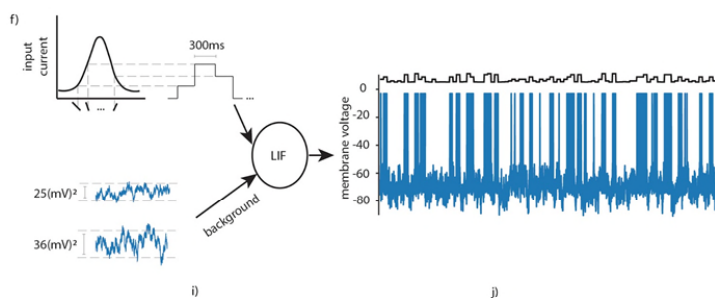 f)
input
current
300ms
...
...
LIF
background
25(mV)²
36(mV)²
membrane voltage
0
-20
-40
-60
-80
i)
j)